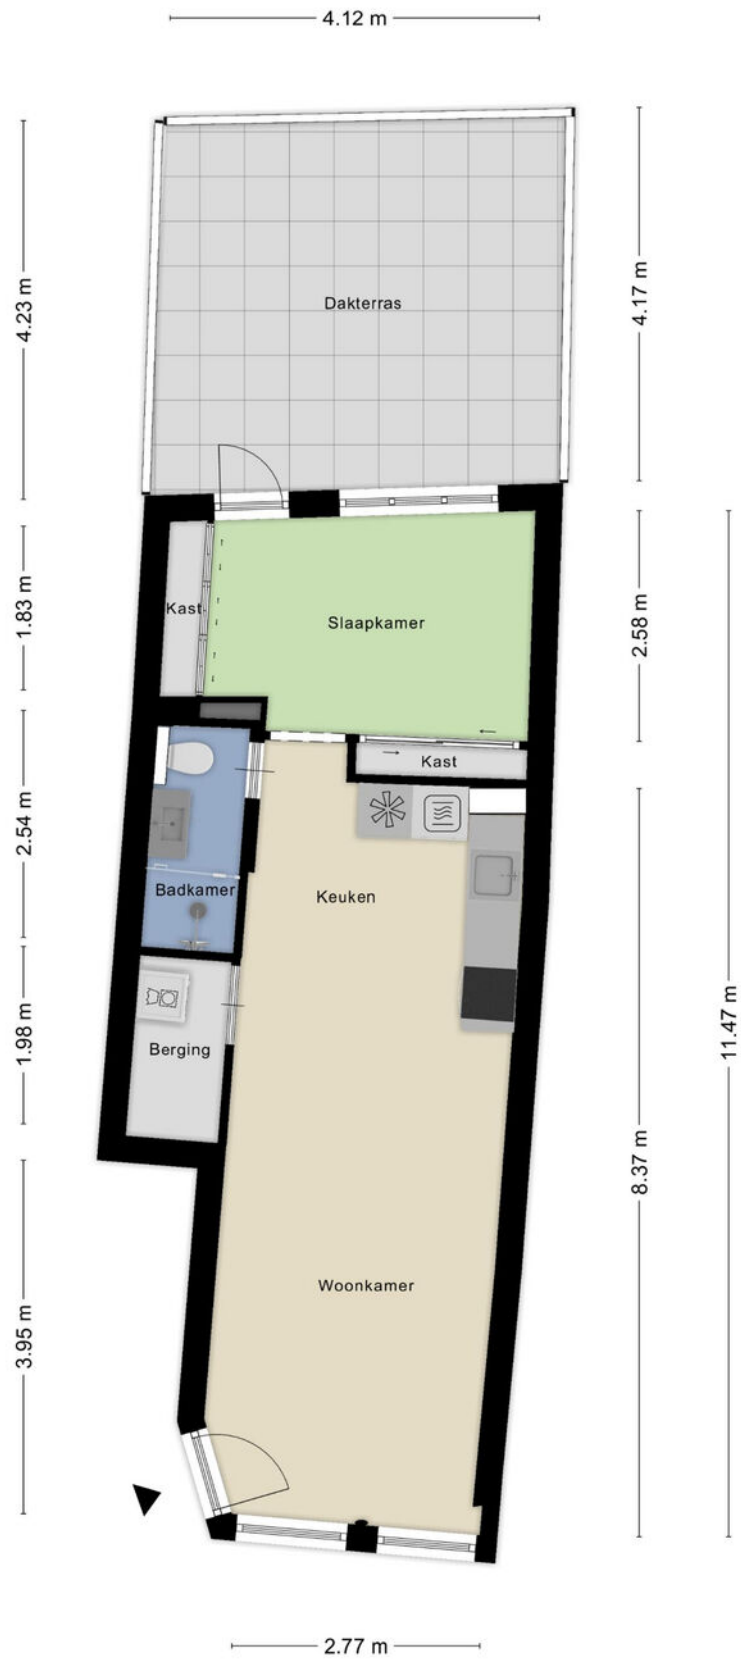 4.12 m
4.23 m
4.17 m
Dakterras
1.83 m
Kast
Slaapkamer
2.58 m
Kast
2.54 m
Badkamer
Keuken
1.98 m
Berging
11.47 m
8.37 m
Woonkamer
3.95 m
2.77 m